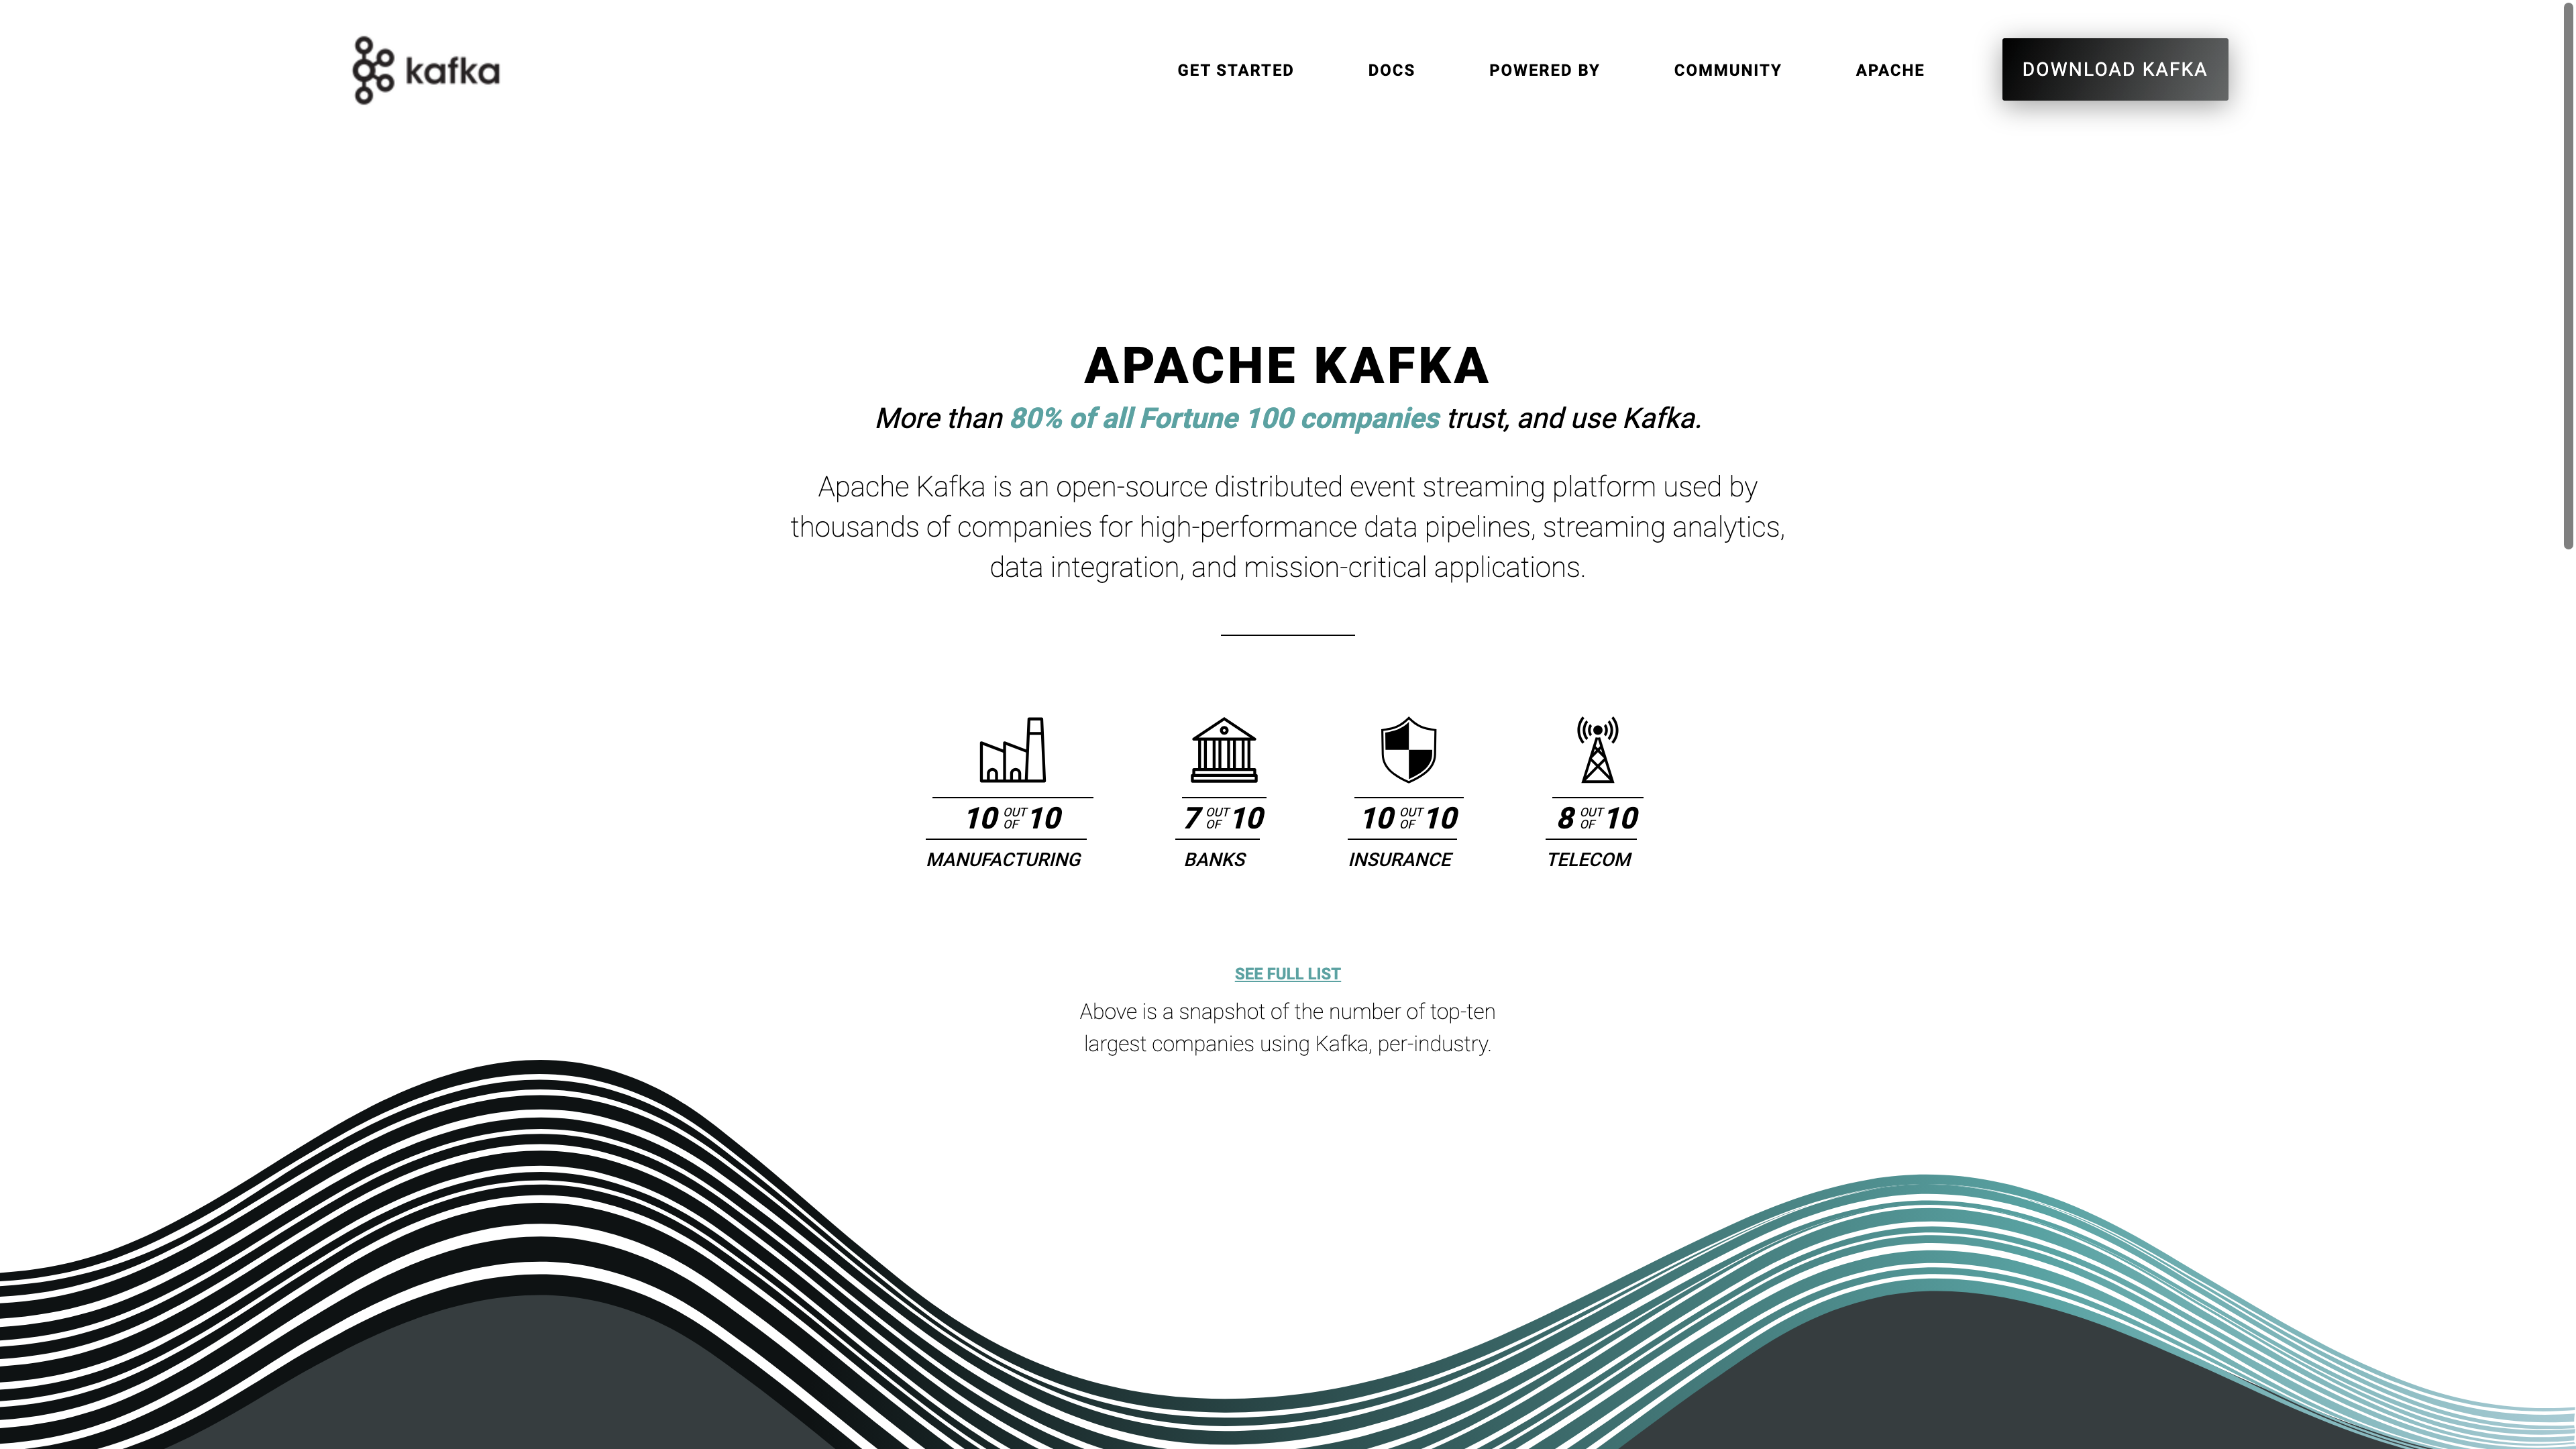 kafka
GET STARTED DOCS POWERED BY COMMUNITY APACHE DOWNLOAD KAFKA
APACHE KAFKA
More than 80% of all Fortune 100 companies trust, and use Kafka.
Apache Kafka is an open-source distributed event streaming platform used by
thousands of companies for high-performance data pipelines, streaming analytics,
data integration, and mission-critical applications.
10 OUT OF 10 7 OUT OF 10 10 OUT OF 10 8 OUT OF 10
MANUFACTURING BANKS INSURANCE TELECOM
SEE FULL LIST
Above is a snapshot of the number of top-ten
largest companies using Kafka, per-industry.